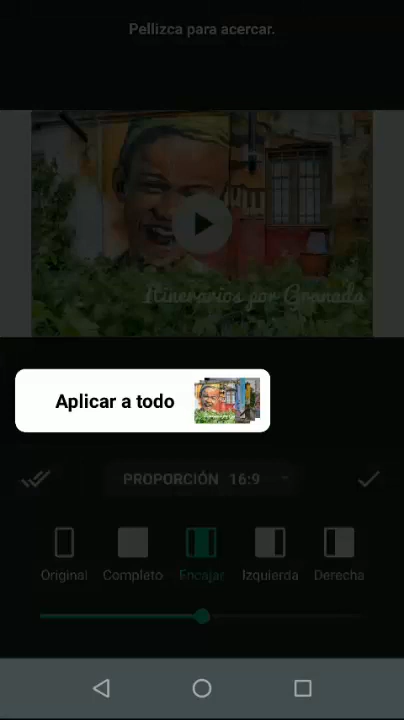 Pellizca para acercar.
Itinerarios por Granada
Aplicar a todo
PROPORCIÓN 16:9
Original Completo Encajar Izquierda Derecha